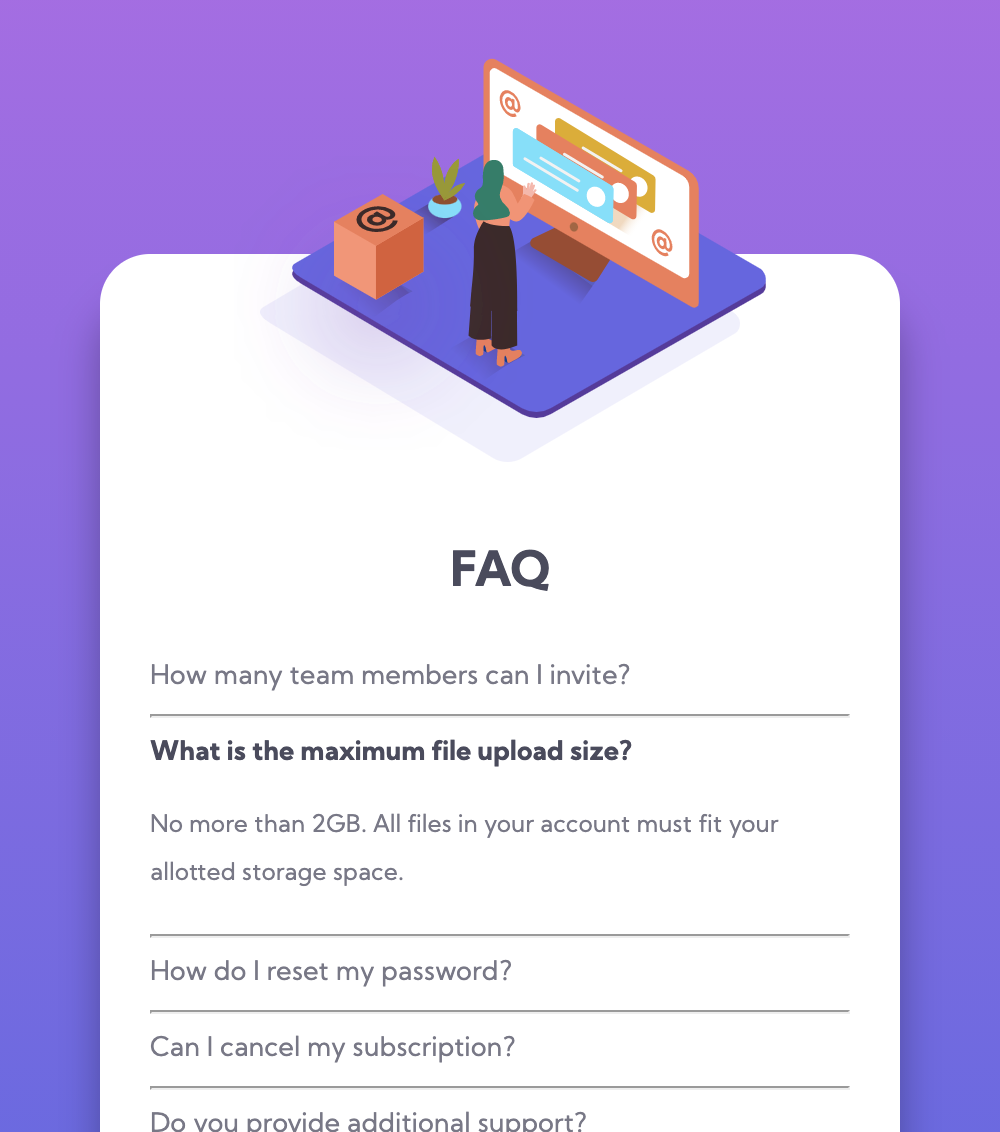 @
@
@
FAQ
How many team members can I invite?
What is the maximum file upload size?
No more than 2GB. All files in your account must fit your
allotted storage space.
How do I reset my password?
Can I cancel my subscription?
Do you provide additional support?